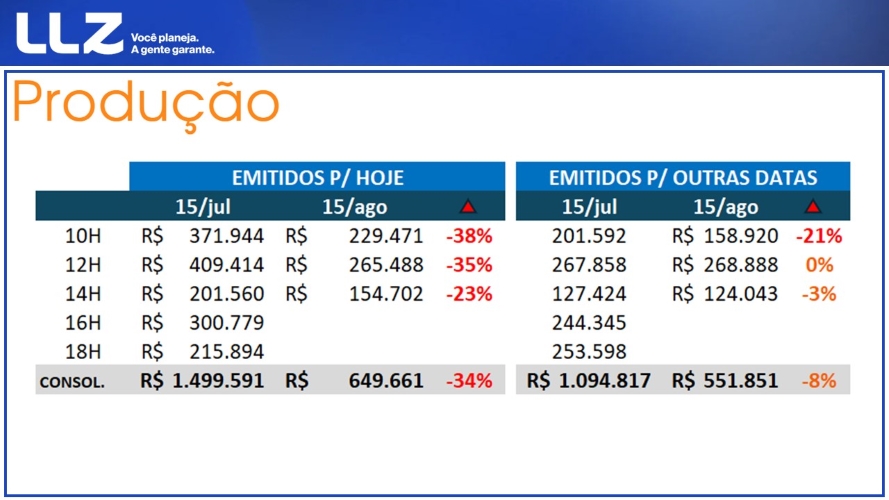 LLZ
Você planeja.
A gente garante.
Produção
EMITIDOS P/ HOJE EMITIDOS P/ OUTRAS DATAS
15/jul 15/ago 15/jul 15/ago
10H R$ 371.944 R$ 229.471 -38% 201.592 R$ 158.920 -21%
12H R$ 409.414 R$ 265.488 -35% 267.858 R$ 268.888 0%
14H R$ 201.560 R$ 154.702 -23% 127.424 R$ 124.043 -3%
16H R$ 300.779 244.345
18H R$ 215.894 253.598
CONSOL. R$ 1.499.591 R$ 649.661 -34% R$ 1.094.817 R$ 551.851 -8%